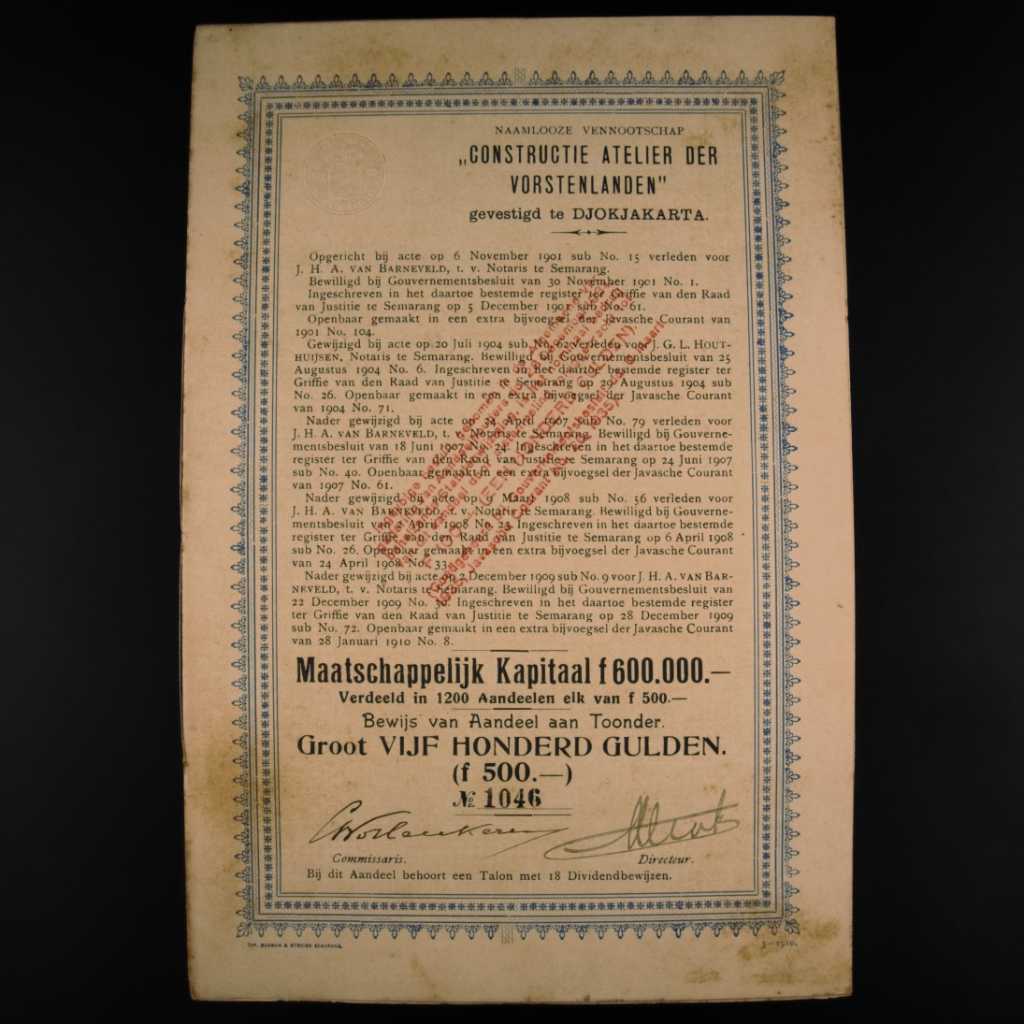 NAAMLOOZE VENNOOTSCHAP
„CONSTRUCTIE ATELIER DER
VORSTENLANDEN"
gevestigd te DJOKJAKARTA.
Opgericht bij acte op 6 November 1901 sub No. 15 verleden voor
J. H. A. VAN BARNEVELD, t. v. Notaris te Semarang.
Bewilligd bij Gouvernementsbesluit van 30 November 1901 No. 1.
Ingeschreven in het daartoe bestemde register ter Griffie van den Raad
van Justitie te Semarang op 5 December 1901 sub No. 61.
Openbaar gemaakt in een extra bijvoegsel der Javasche Courant van
1901 No. 104.
Gewijzigd bij acte op 20 Juli 1904 sub No. 62 verleden voor J. G. L. HOUT-
HUIJSEN, Notaris te Semarang. Bewilligd bij Gouvernementsbesluit van 25
Augustus 1904 No. 6. Ingeschreven in het daartoe bestemde register ter
Griffie van den Raad van Justitie te Semarang op 29 Augustus 1904 sub
No. 26. Openbaar gemaakt in een extra bijvoegsel der Javasche Courant
van 1904 No. 71.
Nader gewijzigd bij acte op April 1907 sub No. 79 verleden voor
J. H. A. VAN BARNEVELD, t. v. Notaris te Semarang. Bewilligd bij Gouverne-
mentsbesluit van 18 Juni 1907 No. 24. Ingeschreven in het daartoe bestemde
register ter Griffie van den Raad van Justitie te Semarang op 24 Juni 1907
sub No. 40. Openbaar gemaakt in een extra bijvoegsel der Javasche Courant
van 1907 No. 61.
Nader gewijzigd bij acte op 9 Maart 1908 sub No. 56 verleden voor
J. H. A. VAN BARNEVELD, t. v. Notaris te Semarang. Bewilligd bij Gouverne-
mentsbesluit van 2 April 1908 No. Ingeschreven in het daartoe bestemde
register ter Griffie van den Raad van Justitie te Semarang op 6 April 1908
sub No. 26. Openbaar gemaakt in een extra bijvoegsel der Javasche Courant
van 24 April 1908 No. 33.
Nader gewijzigd bij acte op 2 December 1909 sub No. 9 voor J. H. A. VAN BAR-
NEVELD, t. v. Notaris te Semarang. Bewilligd bij Gouvernementsbesluit van
22 December 1909 No. Ingeschreven in het daartoe bestemde register
ter Griffie van den Raad van Justitie te Semarang op 28 December 1909
sub No. 72. Openbaar gemaakt in een extra bijvoegsel der Javasche Courant
van 28 Januari 1910 No. 8.
Maatschappelijk Kapitaal f 600.000.—
Verdeeld in 1200 Aandeelen elk van f 500.—
Bewijs van Aandeel aan Toonder.
Groot VIJF HONDERD GULDEN.
(f 500.—)
№ 1046
Commissaris. Directeur.
Bij dit Aandeel behoort een Talon met 18 Dividendbewijzen.